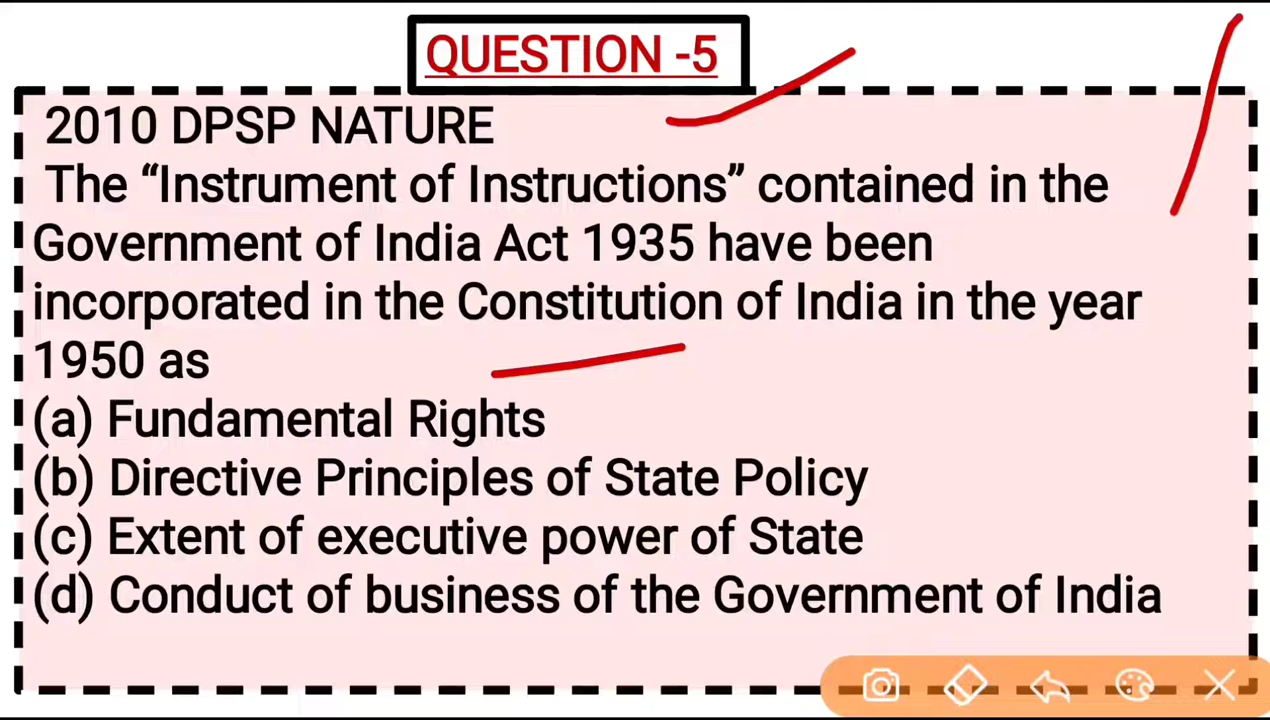 QUESTION -5
2010 DPSP NATURE
The “Instrument of Instructions” contained in the
Government of India Act 1935 have been
incorporated in the Constitution of India in the year
1950 as
(a) Fundamental Rights
(b) Directive Principles of State Policy
(c) Extent of executive power of State
(d) Conduct of business of the Government of India